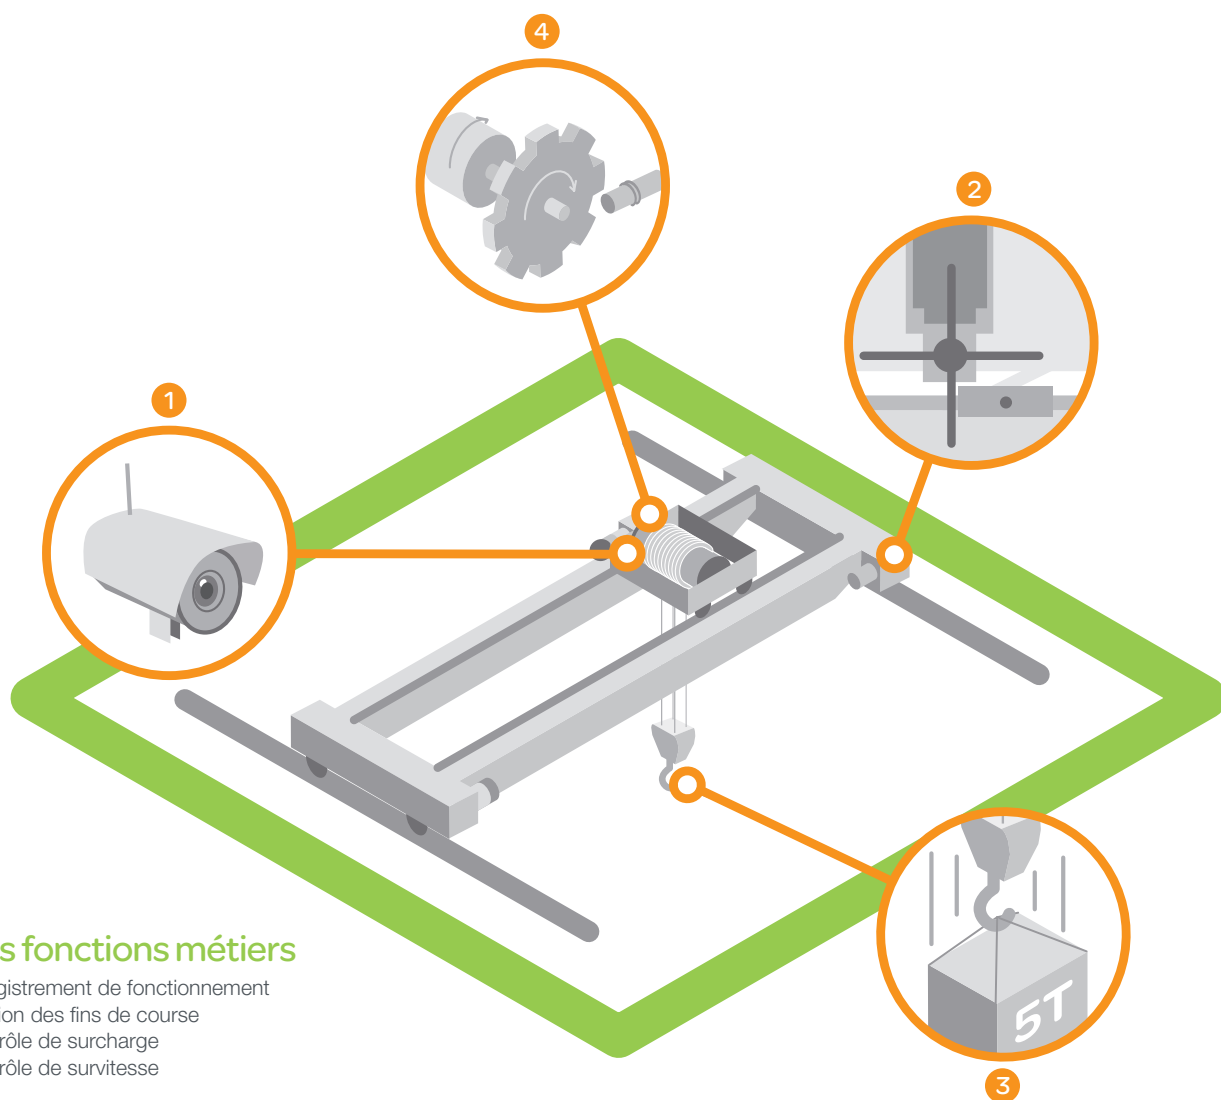 4
2
1
5T
3
s fonctions métiers
gistrement de fonctionnement
ion des fins de course
rôle de surcharge
rôle de survitesse